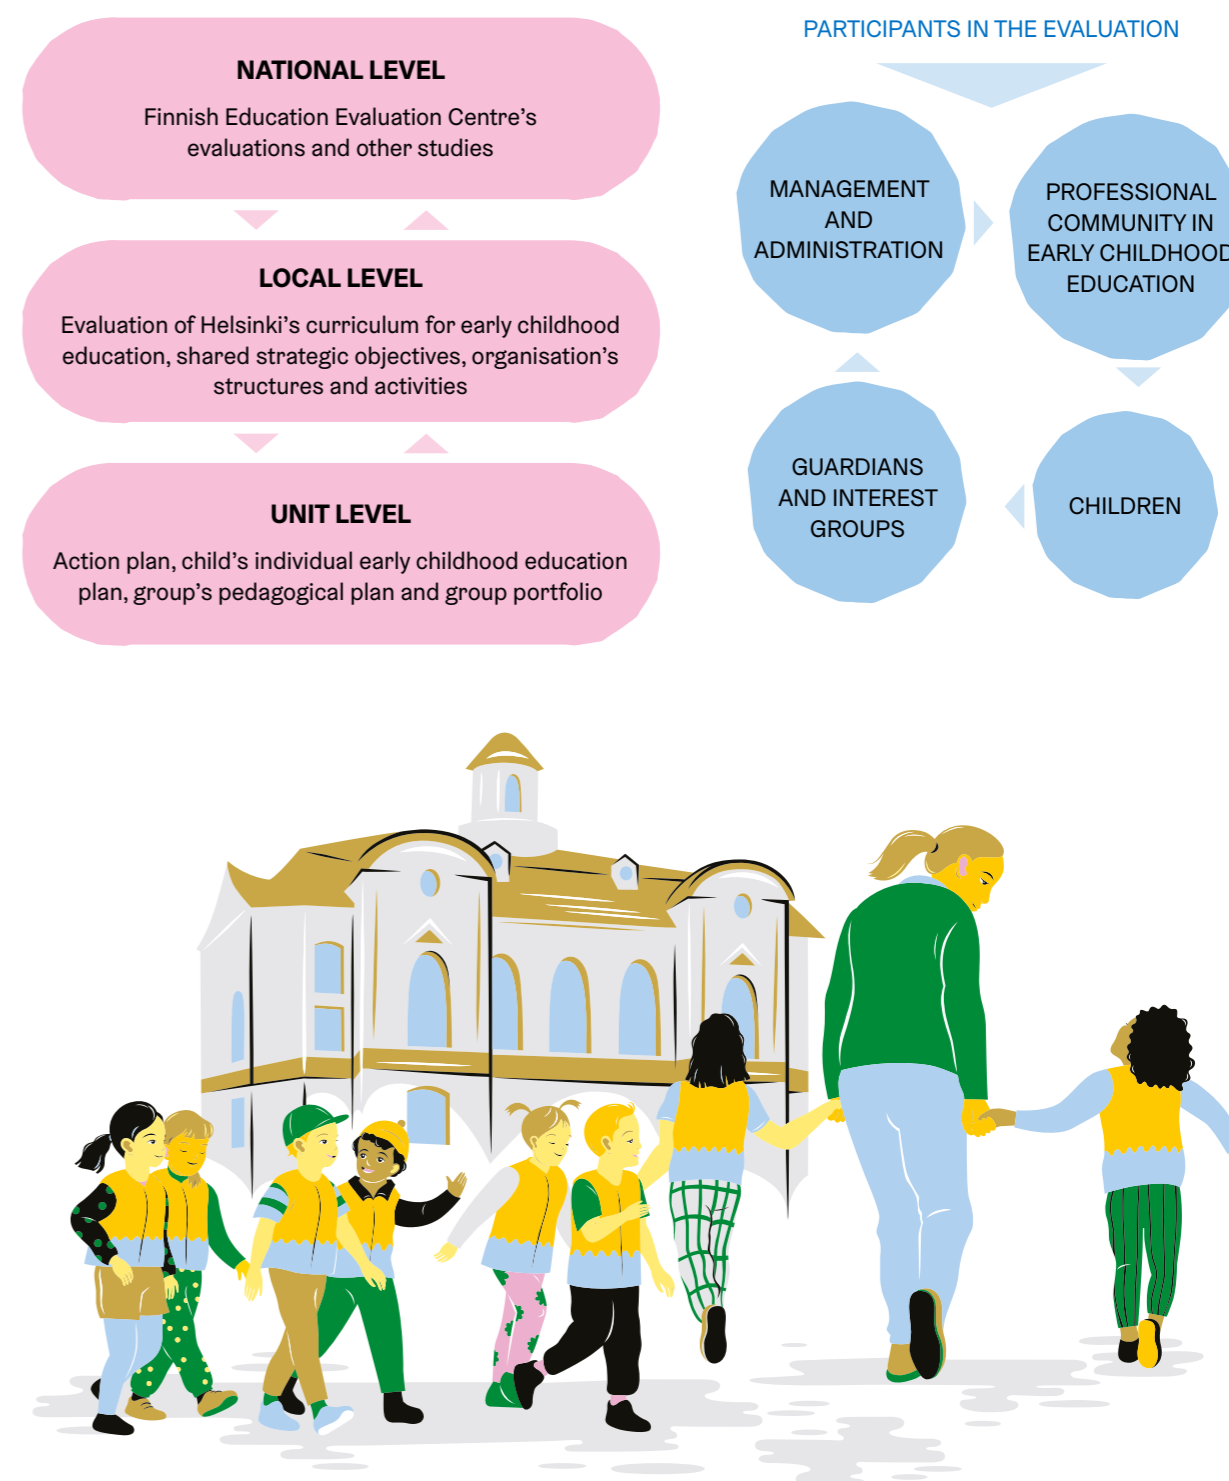 NATIONAL LEVEL
Finnish Education Evaluation Centre’s
evaluations and other studies
LOCAL LEVEL
Evaluation of Helsinki’s curriculum for early childhood
education, shared strategic objectives, organisation’s
structures and activities
UNIT LEVEL
Action plan, child’s individual early childhood education
plan, group’s pedagogical plan and group portfolio
PARTICIPANTS IN THE EVALUATION
MANAGEMENT
AND
ADMINISTRATION
PROFESSIONAL
COMMUNITY IN
EARLY CHILDHOOD
EDUCATION
GUARDIANS
AND INTEREST
GROUPS
CHILDREN